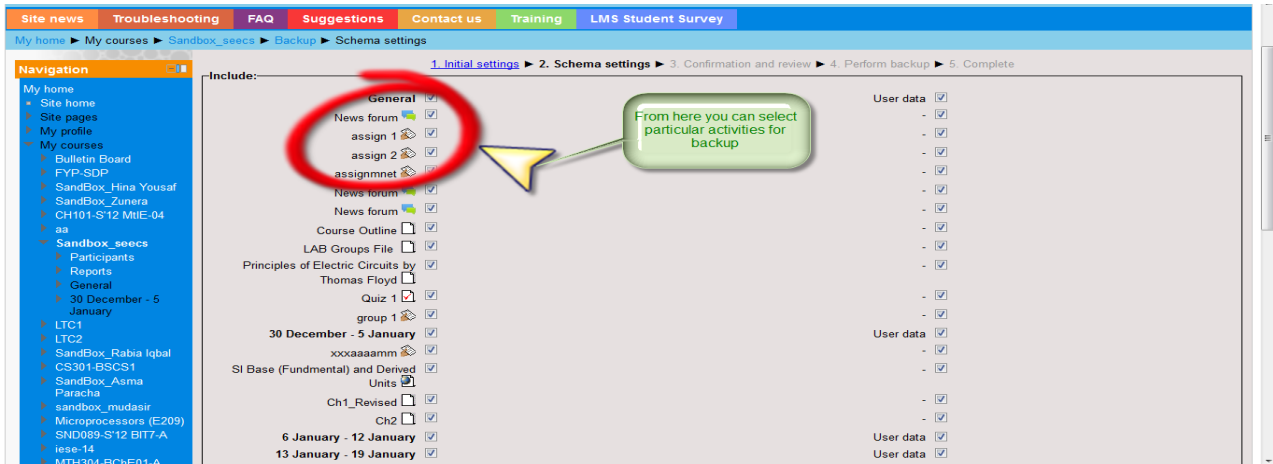 Site news Troubleshooting FAQ Suggestions Contact us Training LMS Student Survey
My home ► My courses ► Sandbox_seecs ► Backup ► Schema settings
1. Initial settings ► 2. Schema settings ► 3. Confirmation and review ► 4. Perform backup ► 5. Complete
Navigation
My home
Site home
Site pages
My profile
My courses
Bulletin Board
FYP-SDP
SandBox_Hina Yousaf
SandBox_Zunera
CH101-S'12 MtIE-04
aa
Sandbox_seecs
Participants
Reports
General
30 December - 5
January
LTC1
LTC2
SandBox_Rabia Iqbal
CS301-BSCS1
SandBox_Asma
Paracha
sandbox_mudasir
Microprocessors (E209)
SND089-S'12 BIT7-A
iese-14
MTH304-BChE01-A
Include:
General User data
News forum -
assign 1 -
assign 2 -
assignmnet -
News forum -
News forum -
Course Outline -
LAB Groups File -
Principles of Electric Circuits by -
Thomas Floyd
Quiz 1 -
group 1 -
30 December - 5 January User data
xxxaaaamm -
SI Base (Fundmental) and Derived -
Units
Ch1_Revised -
Ch2 -
6 January - 12 January User data
13 January - 19 January User data
From here you can select
particular activities for
backup